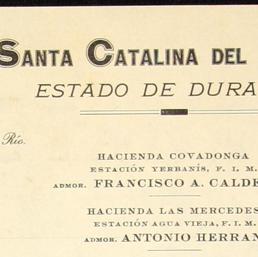 SANTA CATALINA DEL
ESTADO DE DURA
Río.
HACIENDA COVADONGA
ESTACIÓN YERBANÍS, F. I. M.
ADMOR. FRANCISCO A. CALDE
HACIENDA LAS MERCEDES
ESTACIÓN AGUA VIEJA, F. I. M.
ADMOR. ANTONIO HERRAN